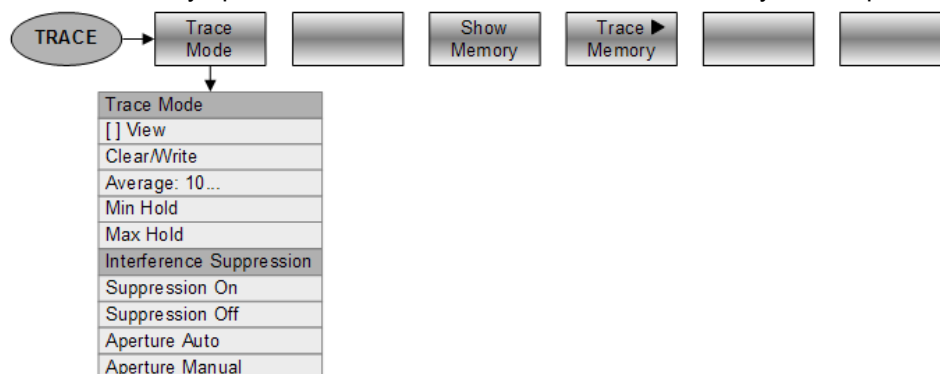 TRACE
Trace
Mode
Show
Memory
Trace ▶
Memory
Trace Mode
[ ] View
Clear/Write
Average: 10...
Min Hold
Max Hold
Interference Suppression
Suppression On
Suppression Off
Aperture Auto
Aperture Manual